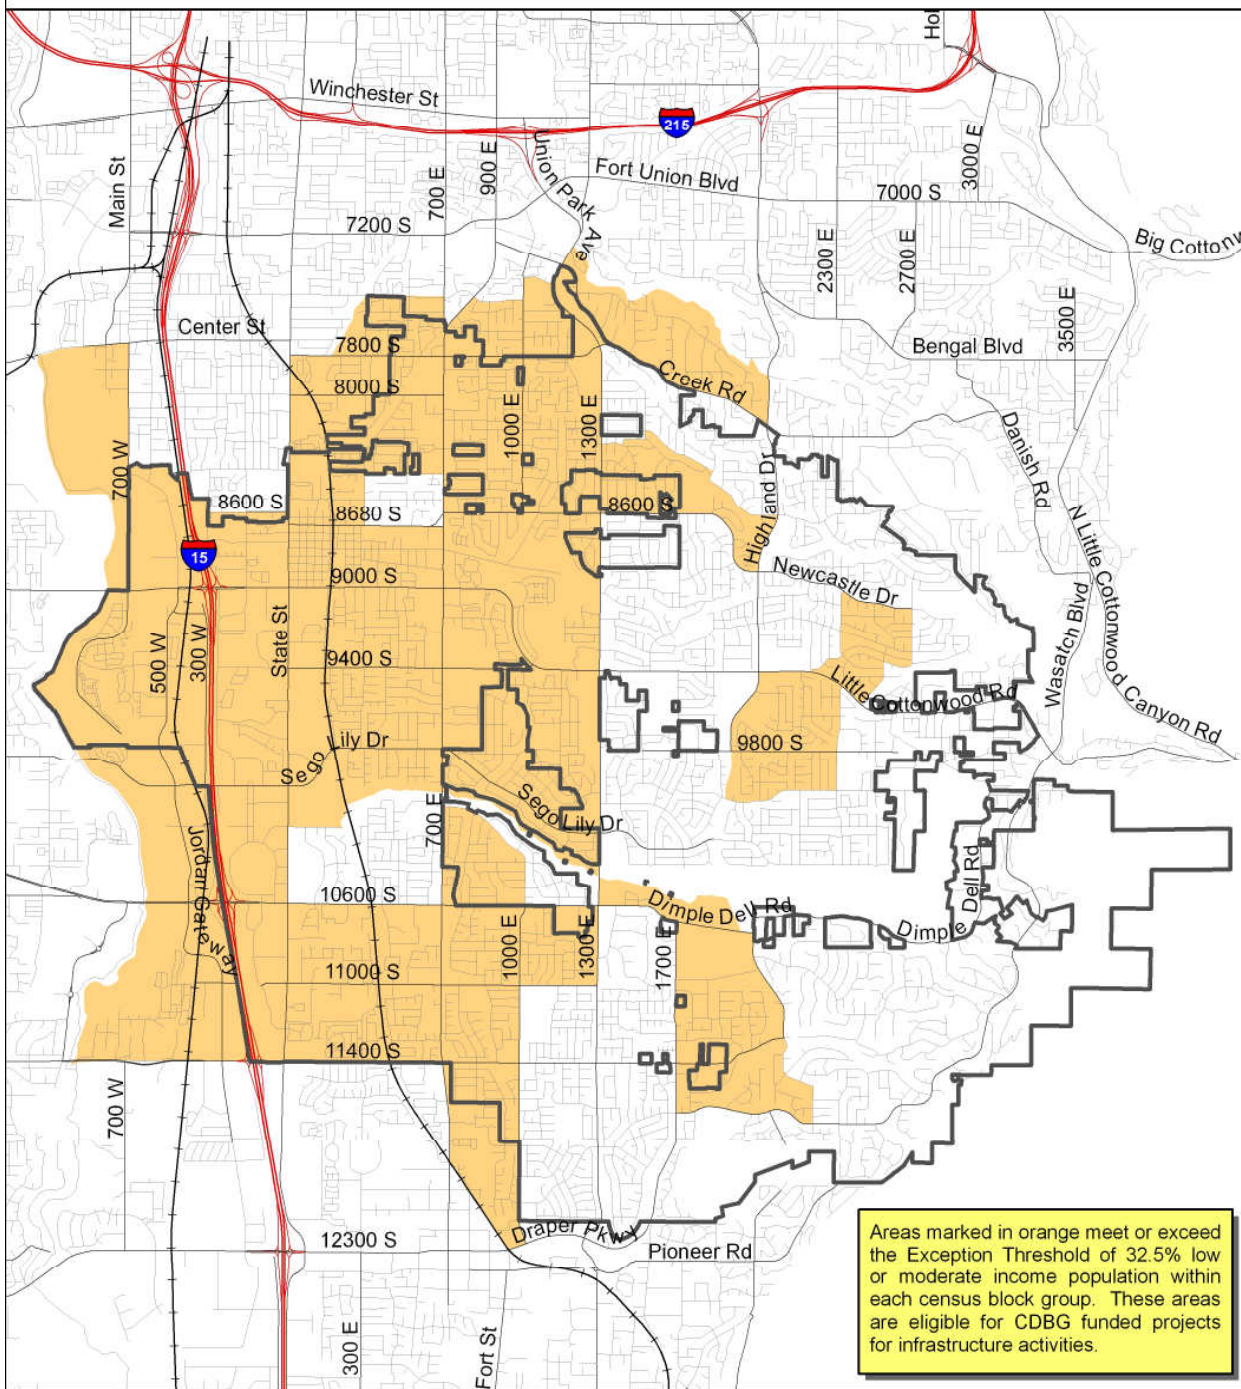 Hol
Winchester St
215
Main St
700 E
900 E
Union Park Ave
Fort Union Blvd
3000 E
7000 S
7200 S
2300 E
2700 E
Big Cottonw
Center St
7800 S
3500 E
Bengal Blvd
8000 S
Creek Rd
1000 E
1300 E
Danish Rd
700 W
8600 S
8680 S
8600 S
Highland Dr
N Little Cottonwood Canyon Rd
15
9000 S
Newcastle Dr
Wasatch Blvd
500 W
300 W
State St
9400 S
Little Cottonwood Rd
Sego Lily Dr
9800 S
700 E
Sego Lily Dr
Jordan Gateway
10600 S
Dimple Dell Rd
Dimple Dell Rd
1000 E
1300 E
1700 E
11000 S
11400 S
700 W
12300 S
Draper Pkwy
Pioneer Rd
300 E
Fort St
Areas marked in orange meet or exceed
the Exception Threshold of 32.5% low
or moderate income population within
each census block group. These areas
are eligible for CDBG funded projects
for infrastructure activities.